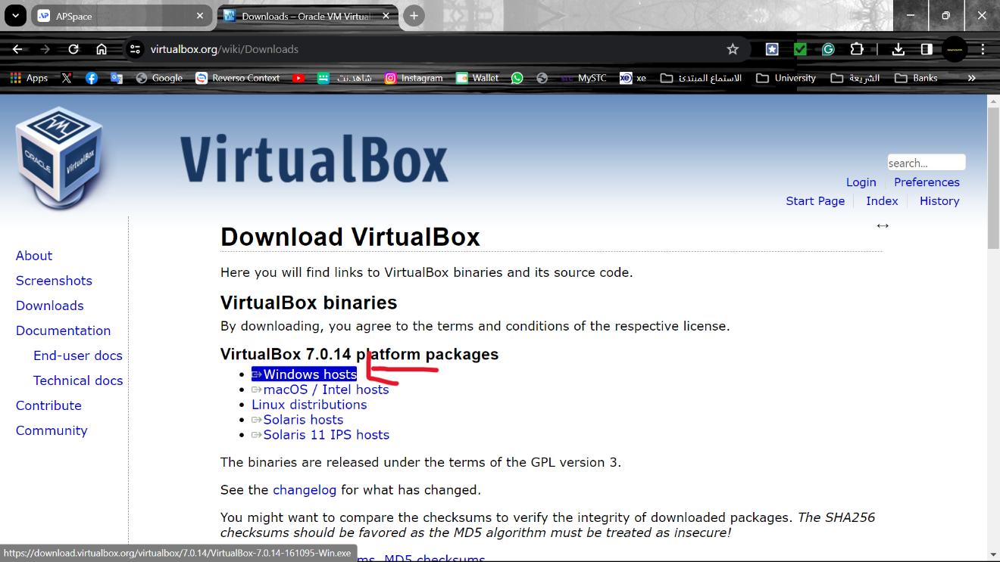 APSpace
Downloads – Oracle VM Virtual
virtualbox.org/wiki/Downloads
Apps
Google
Reverso Context
شاهد.نت
Instagram
Wallet
STC MySTC
xe xe
الاستماع المبتدئ
University
الشريعة
Banks
ORACLE
VirtualBox
VirtualBox
search...
Login Preferences
Start Page Index History
About
Screenshots
Downloads
Documentation
End-user docs
Technical docs
Contribute
Community
Download VirtualBox
Here you will find links to VirtualBox binaries and its source code.
VirtualBox binaries
By downloading, you agree to the terms and conditions of the respective license.
VirtualBox 7.0.14 platform packages
Windows hosts
macOS / Intel hosts
Linux distributions
Solaris hosts
Solaris 11 IPS hosts
The binaries are released under the terms of the GPL version 3.
See the changelog for what has changed.
You might want to compare the checksums to verify the integrity of downloaded packages. The SHA256
checksums should be favored as the MD5 algorithm must be treated as insecure!
MD5 checksums
https://download.virtualbox.org/virtualbox/7.0.14/VirtualBox-7.0.14-161095-Win.exe